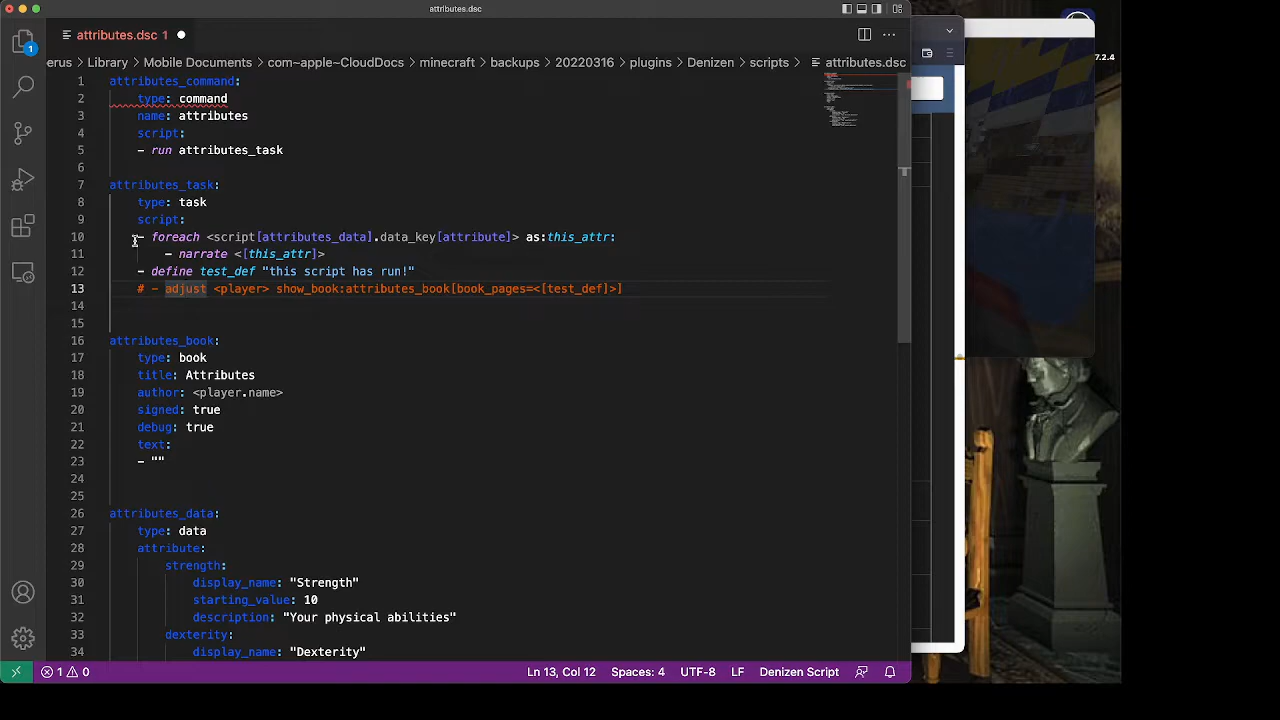 attributes.dsc
attributes.dsc 1
perus > Library > Mobile Documents > com~apple~CloudDocs > minecraft > backups > 20220316 > plugins > Denizen > scripts > attributes.dsc
1
7.2.4
1 attributes_command:
2 type: command
3 name: attributes
4 script:
5 - run attributes_task
6
7 attributes_task:
8 type: task
9 script:
10 - foreach <script[attributes_data].data_key[attribute]> as:this_attr:
11 - narrate <[this_attr]>
12 - define test_def "this script has run!"
13 # - adjust <player> show_book:attributes_book[book_pages=<[test_def]>]
14
15
16 attributes_book:
17 type: book
18 title: Attributes
19 author: <player.name>
20 signed: true
21 debug: true
22 text:
23 - ""
24
25
26 attributes_data:
27 type: data
28 attribute:
29 strength:
30 display_name: "Strength"
31 starting_value: 10
32 description: "Your physical abilities"
33 dexterity:
34 display_name: "Dexterity"
1 0 Ln 13, Col 12 Spaces: 4 UTF-8 LF Denizen Script